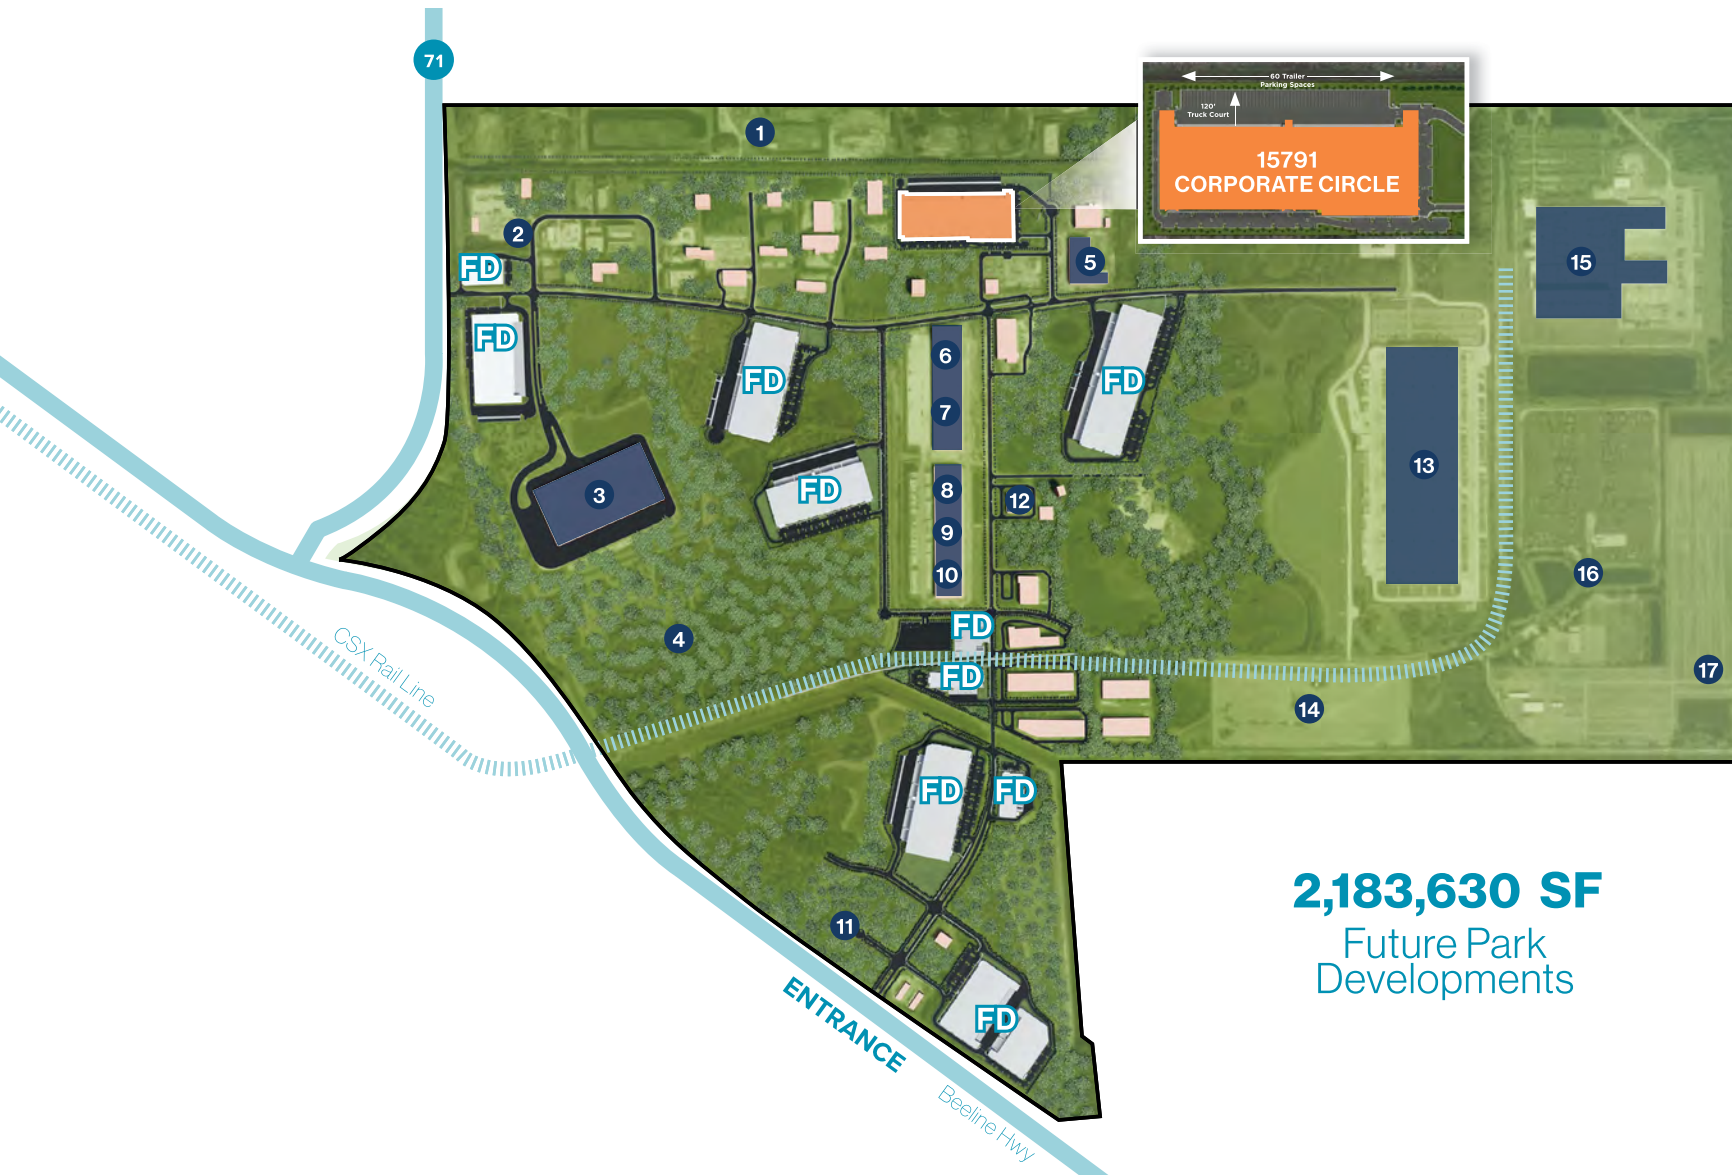 71
60 Trailer
Parking Spaces
120'
Truck Court
15791
CORPORATE CIRCLE
1
2
FD
5
15
FD
6
FD
FD
7
13
3
FD
8
12
9
10
16
4
FD
CSX Rail Line
FD
17
14
FD
FD
11
ENTRANCE
FD
Beeline Hwy
2,183,630 SF
Future Park
Developments